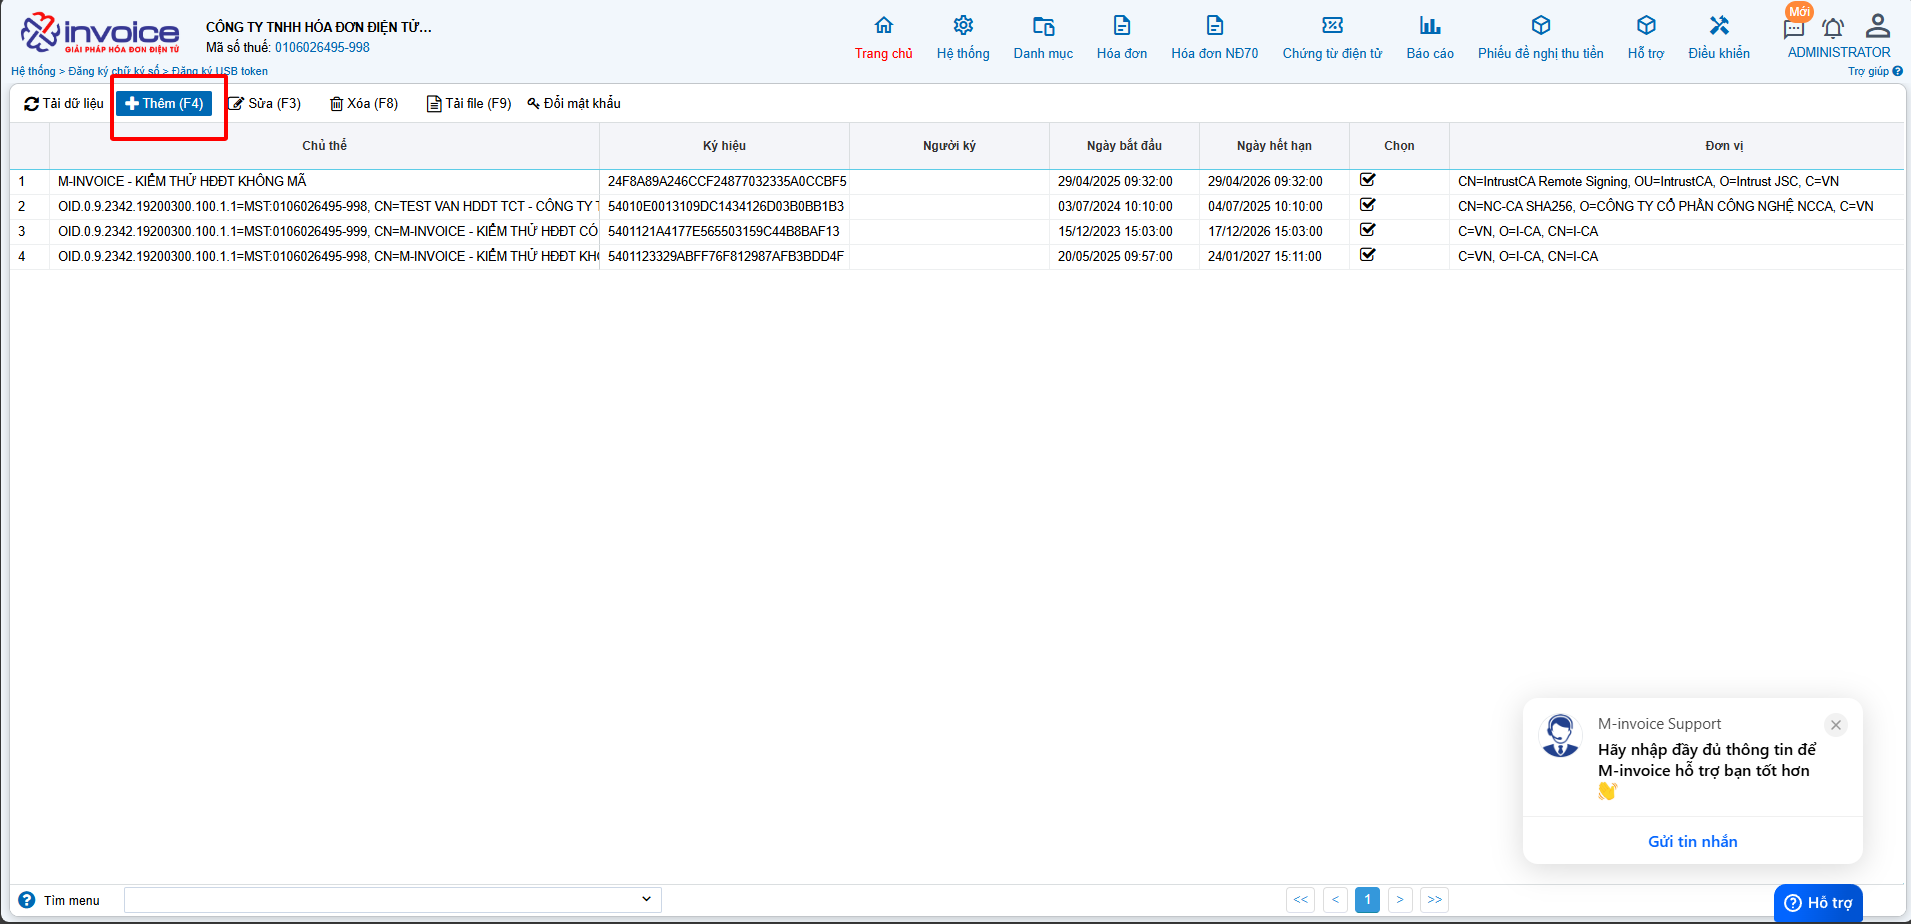 invoice
GIẢI PHÁP HÓA ĐƠN ĐIỆN TỬ
CÔNG TY TNHH HÓA ĐƠN ĐIỆN TỬ...
Mã số thuế: 0106026495-998
Trang chủ
Hệ thống
Danh mục
Hóa đơn
Hóa đơn NĐ70
Chứng từ điện tử
Báo cáo
Phiếu đề nghị thu tiền
Hỗ trợ
Điều khiển
Mới
ADMINISTRATOR
Hệ thống > Đăng ký chữ ký số > Đăng ký USB token
Trợ giúp ?
Tải dữ liệu
Thêm (F4)
Sửa (F3)
Xóa (F8)
Tải file (F9)
Đổi mật khẩu
Chủ thể Ký hiệu Người ký Ngày bắt đầu Ngày hết hạn Chọn Đơn vị
1 M-INVOICE - KIỂM THỬ HĐĐT KHÔNG MÃ 24F8A89A246CCF24877032335A0CCBF5 29/04/2025 09:32:00 29/04/2026 09:32:00 CN=IntrustCA Remote Signing, OU=IntrustCA, O=Intrust JSC, C=VN
2 OID.0.9.2342.19200300.100.1.1=MST:0106026495-998, CN=TEST VAN HDDT TCT - CÔNG TY 54010E0013109DC1434126D03B0BB1B3 03/07/2024 10:10:00 04/07/2025 10:10:00 CN=NC-CA SHA256, O=CÔNG TY CỔ PHẦN CÔNG NGHỆ NCCA, C=VN
3 OID.0.9.2342.19200300.100.1.1=MST:0106026495-999, CN=M-INVOICE - KIỂM THỬ HĐĐT CÓ 5401121A4177E565503159C44B8BAF13 15/12/2023 15:03:00 17/12/2026 15:03:00 C=VN, O=I-CA, CN=I-CA
4 OID.0.9.2342.19200300.100.1.1=MST:0106026495-998, CN=M-INVOICE - KIỂM THỬ HĐĐT KH 5401123329ABFF76F812987AFB3BDD4F 20/05/2025 09:57:00 24/01/2027 15:11:00 C=VN, O=I-CA, CN=I-CA
M-invoice Support
Hãy nhập đầy đủ thông tin để
M-invoice hỗ trợ bạn tốt hơn
Gửi tin nhắn
? Tìm menu
<< < 1 > >>
? Hỗ trợ